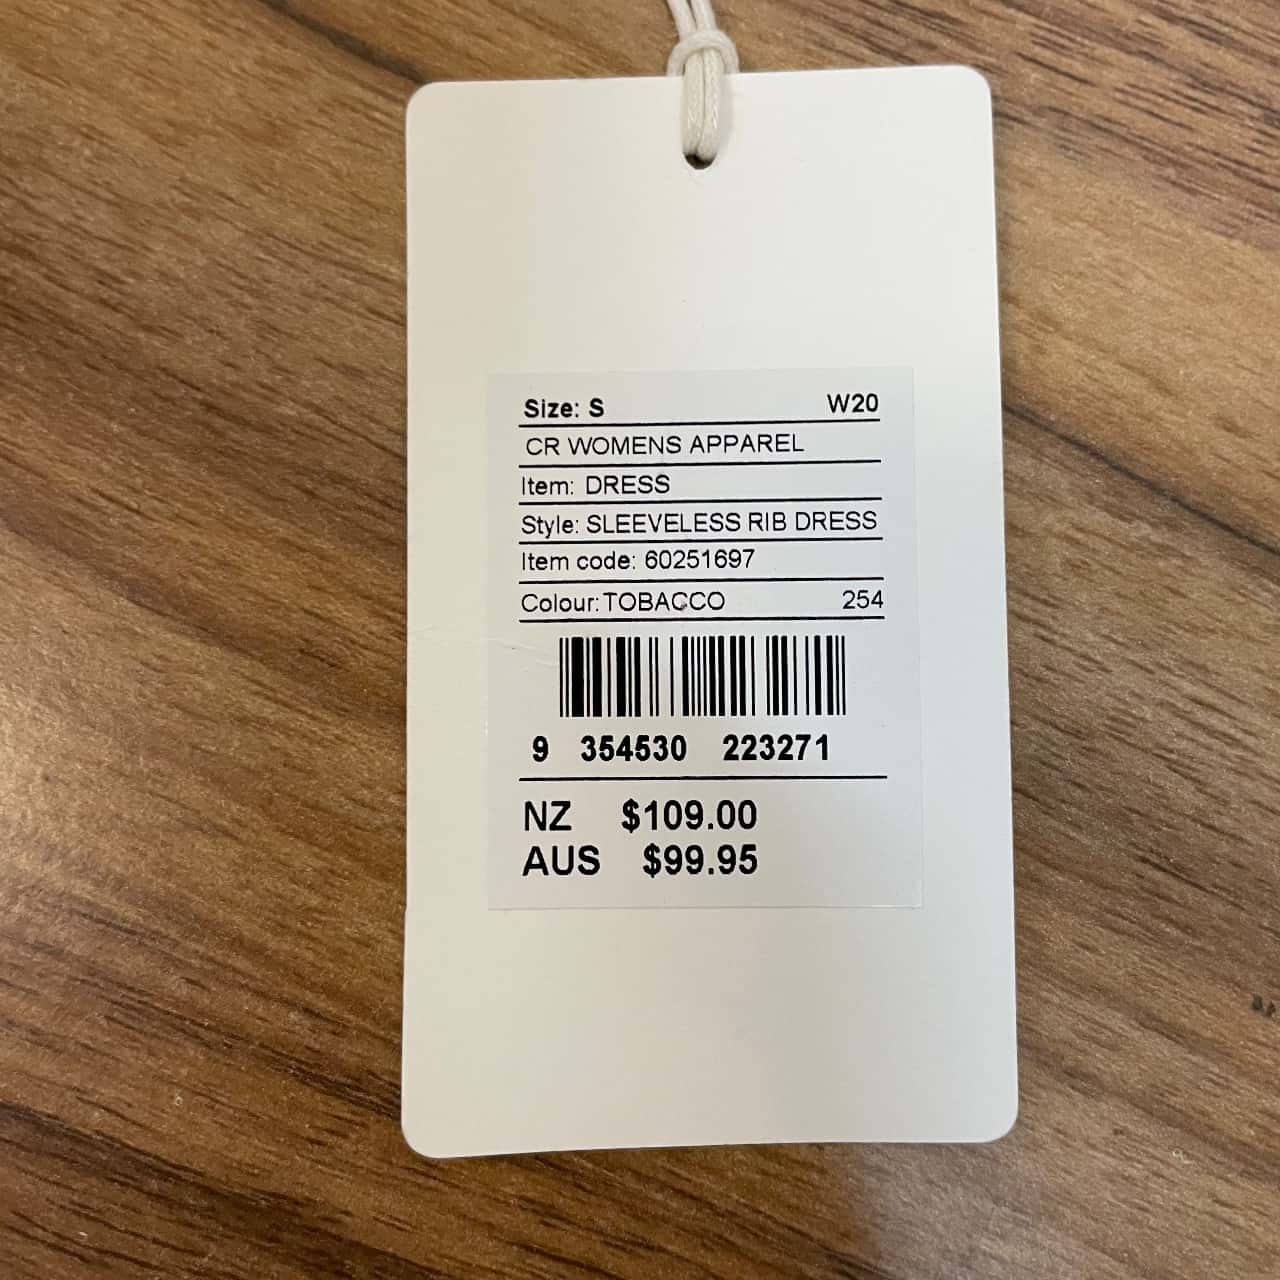 Size: S W20
CR WOMENS APPAREL
Item: DRESS
Style: SLEEVELESS RIB DRESS
Item code: 60251697
Colour:TOBACCO 254
9 354530 223271
NZ $109.00
AUS $99.95